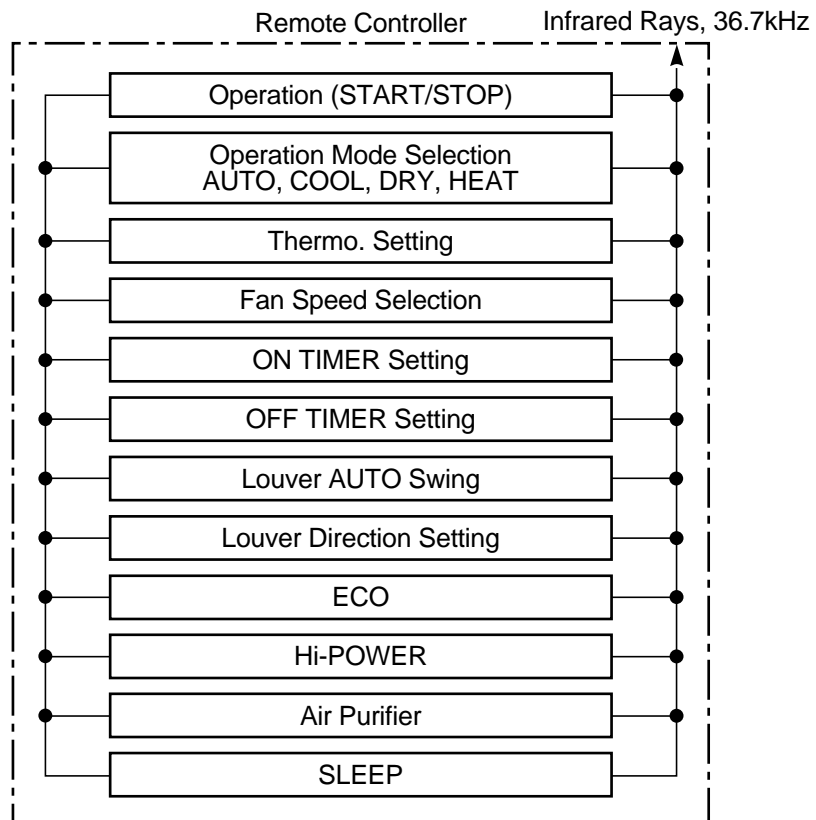 Remote Controller
Infrared Rays, 36.7kHz
Operation (START/STOP)
Operation Mode Selection
AUTO, COOL, DRY, HEAT
Thermo. Setting
Fan Speed Selection
ON TIMER Setting
OFF TIMER Setting
Louver AUTO Swing
Louver Direction Setting
ECO
Hi-POWER
Air Purifier
SLEEP